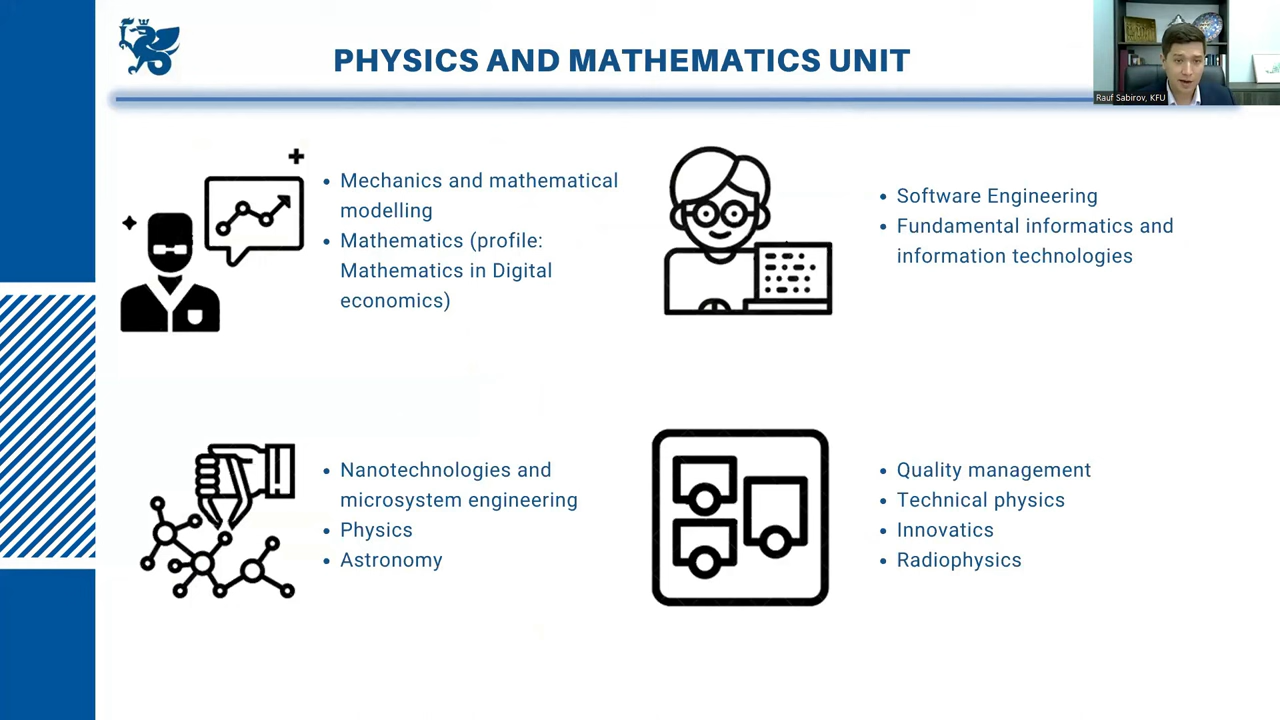 PHYSICS AND MATHEMATICS UNIT
Rauf Sabirov, KFU
• Mechanics and mathematical
modelling
• Mathematics (profile:
Mathematics in Digital
economics)
• Software Engineering
• Fundamental informatics and
information technologies
• Nanotechnologies and
microsystem engineering
• Physics
• Astronomy
• Quality management
• Technical physics
• Innovatics
• Radiophysics